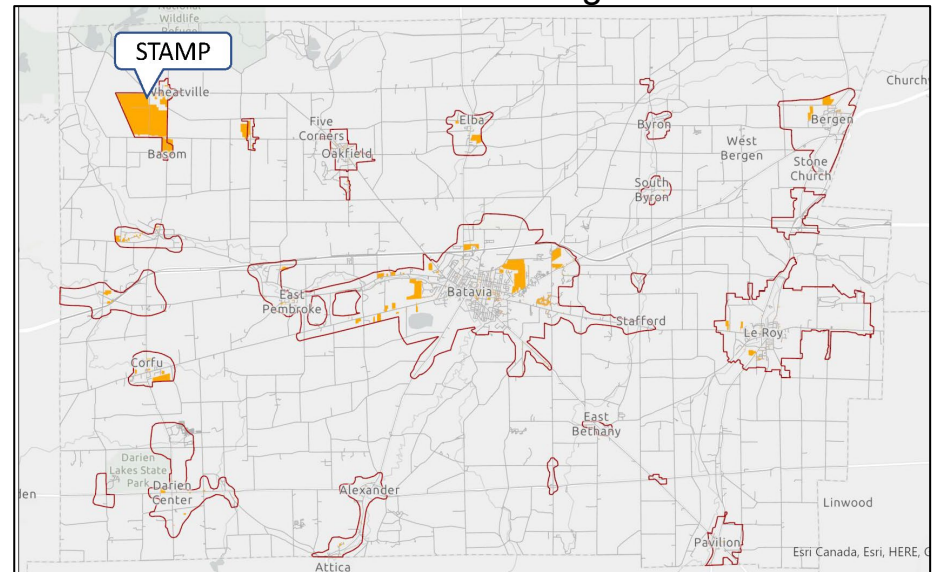 Wildlife
STAMP
Wheatville
Basom
Five
Corners
Oakfield
Elba
Byron
South
Byron
West
Bergen
Bergen
Church
Stone
Church
East
Pembroke
Batavia
Stafford
Le Roy
Corfu
East
Bethany
Darien
Lakes State
Park
Darien
Center
Alexander
Attica
Pavilion
Linwood
Esri Canada, Esri, HERE,